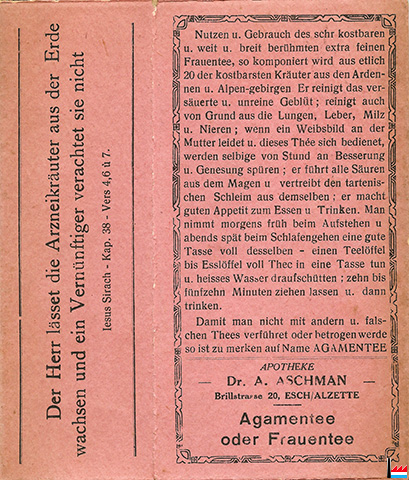 Der Herr lässet die Arzneikräuter aus der Erde
wachsen und ein Vernünftiger verachtet sie nicht
Iesus Sirach - Kap. 38 - Vers 4,6 ú 7.
Nutzen u. Gebrauch des sehr kostbaren
u. weit u. breit berühmten extra feinen
Frauentee, so komponiert wird aus etlich
20 der kostbarsten Kräuter aus den Arden-
nen u. Alpen-gebirgen Er reinigt das ver-
säuerte u. unreine Geblüt; reinigt auch
von Grund aus die Lungen, Leber, Milz
u. Nieren; wenn ein Weibsbild an der
Mutter leidet u. dieses Thée sich bedienet,
werden selbige von Stund an Besserung
u. Genesung spüren; er führt alle Säuren
aus dem Magen u vertreibt den tartenis-
chen Schleim aus demselben; er macht
guten Appetit zum Essen u Trinken. Man
nimmt morgens früh beim Aufstehen u
abends spät beim Schlafengehen eine gute
Tasse voll desselben - einen Teelöffel
bis Esslöffel voll Thee in eine Tasse tun
u. heisses Wasser draufschütten; zehn bis
fünfzehn Minuten ziehen lassen u. dann
trinken.
Damit man nicht mit andern u. fals-
chen Thees verführet oder betrogen werde
so ist zu merken auf Name AGAMENTEE
APOTHEKE
— Dr. A. ASCHMAN —
Brillstrasse 20, ESCH/ALZETTE
Agamentee
oder Frauentee